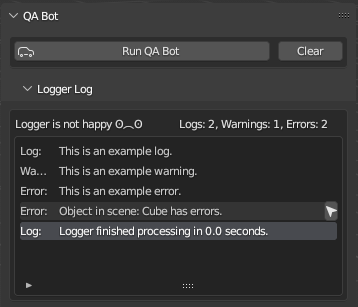 QA Bot
Run QA Bot Clear
Logger Log
Logger is not happy ʘ︵ʘ Logs: 2, Warnings: 1, Errors: 2
Log: This is an example log.
Wa... This is an example warning.
Error: This is an example error.
Error: Object in scene: Cube has errors.
Log: Logger finished processing in 0.0 seconds.